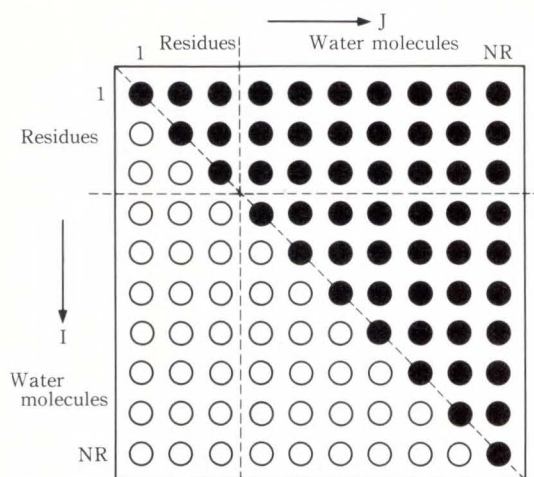 J
Residues
Water molecules
1
NR
1
Residues
I
Water
molecules
NR